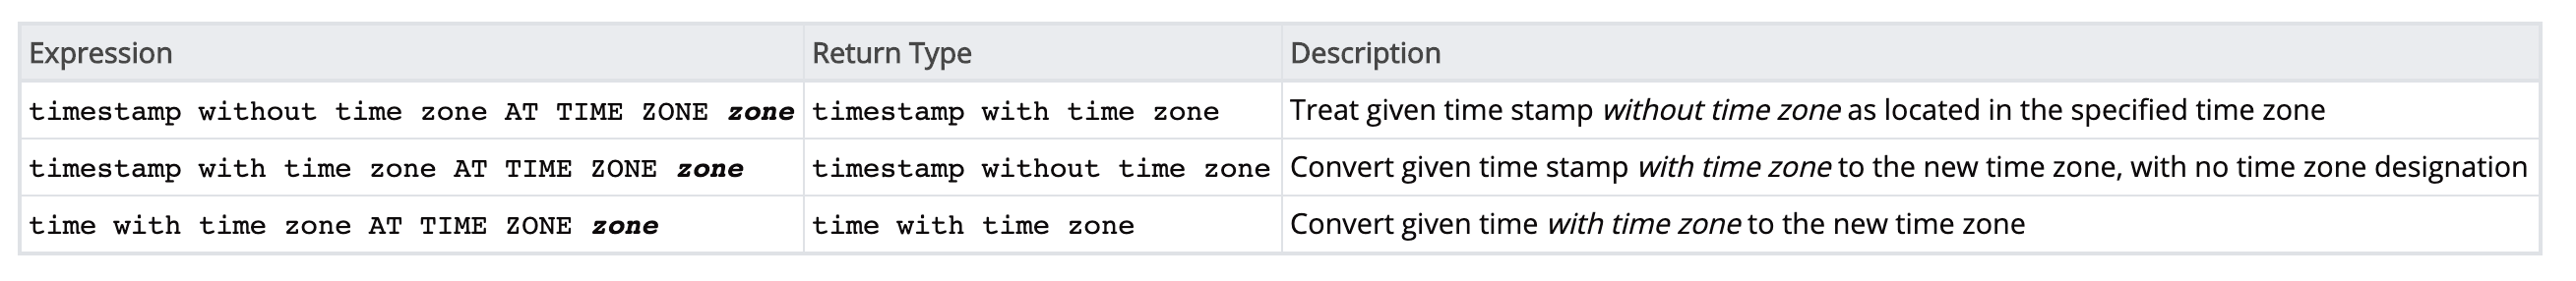 Expression Return Type Description
timestamp without time zone AT TIME ZONE zone timestamp with time zone Treat given time stamp without time zone as located in the specified time zone
timestamp with time zone AT TIME ZONE zone timestamp without time zone Convert given time stamp with time zone to the new time zone, with no time zone designation
time with time zone AT TIME ZONE zone time with time zone Convert given time with time zone to the new time zone